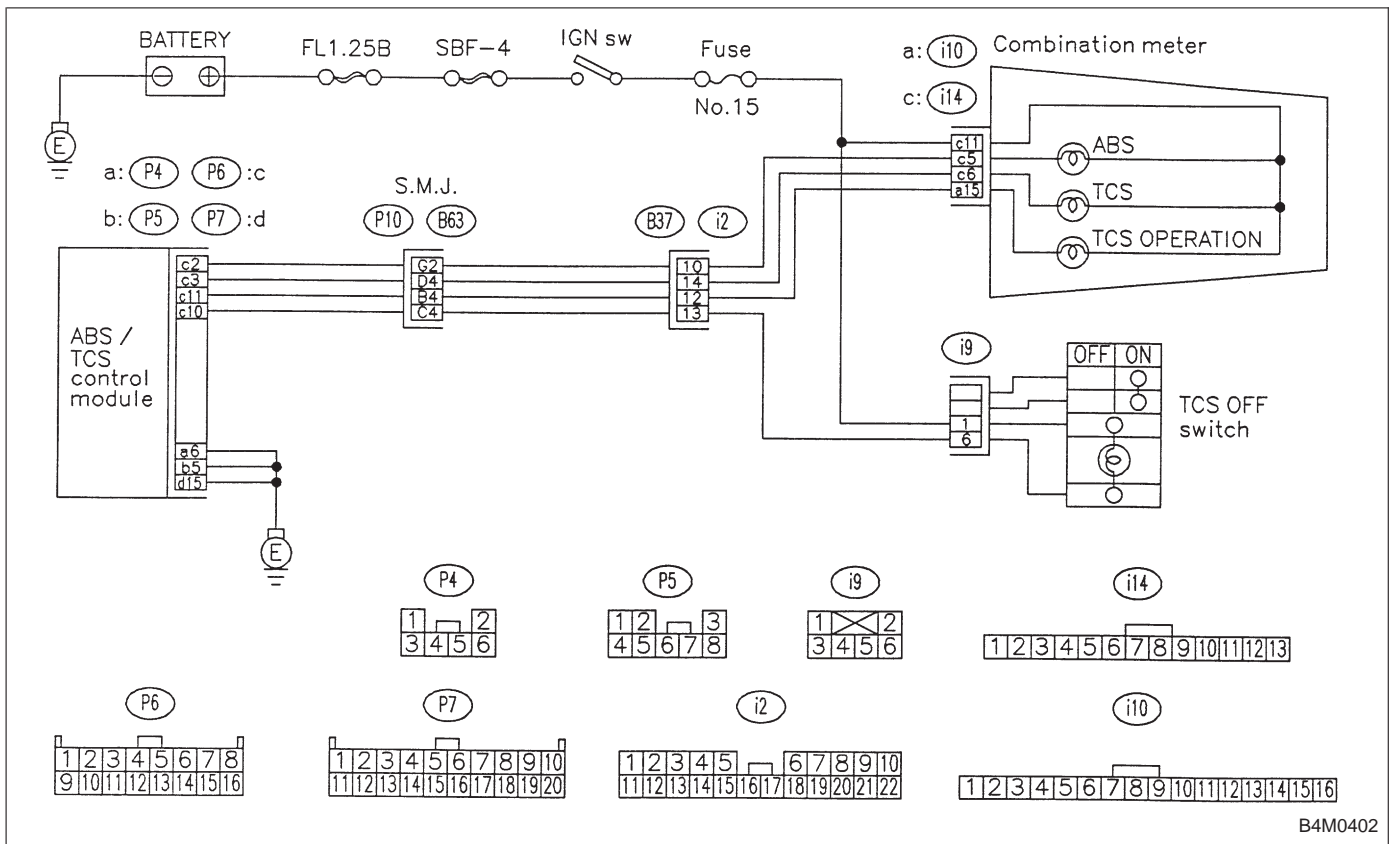 BATTERY
FL1.25B
SBF-4
IGN sw
Fuse
No.15
a: i10
c: i14
Combination meter
E
c11
c5
c6
a15
ABS
TCS
TCS OPERATION
a: P4 P6 :c
b: P5 P7 :d
S.M.J.
P10 B63
B37 i2
c2
c3
c11
c10
G2
D4
B4
C4
10
14
12
13
ABS /
TCS
control
module
a6
b5
d15
E
i9
1
6
OFF ON
TCS OFF
switch
P4
1 2
3 4 5 6
P5
1 2 3
4 5 6 7 8
i9
1 2
3 4 5 6
i14
1 2 3 4 5 6 7 8 9 10 11 12 13
P6
1 2 3 4 5 6 7 8
9 10 11 12 13 14 15 16
P7
1 2 3 4 5 6 7 8 9 10
11 12 13 14 15 16 17 18 19 20
i2
1 2 3 4 5 6 7 8 9 10
11 12 13 14 15 16 17 18 19 20 21 22
i10
1 2 3 4 5 6 7 8 9 10 11 12 13 14 15 16
B4M0402